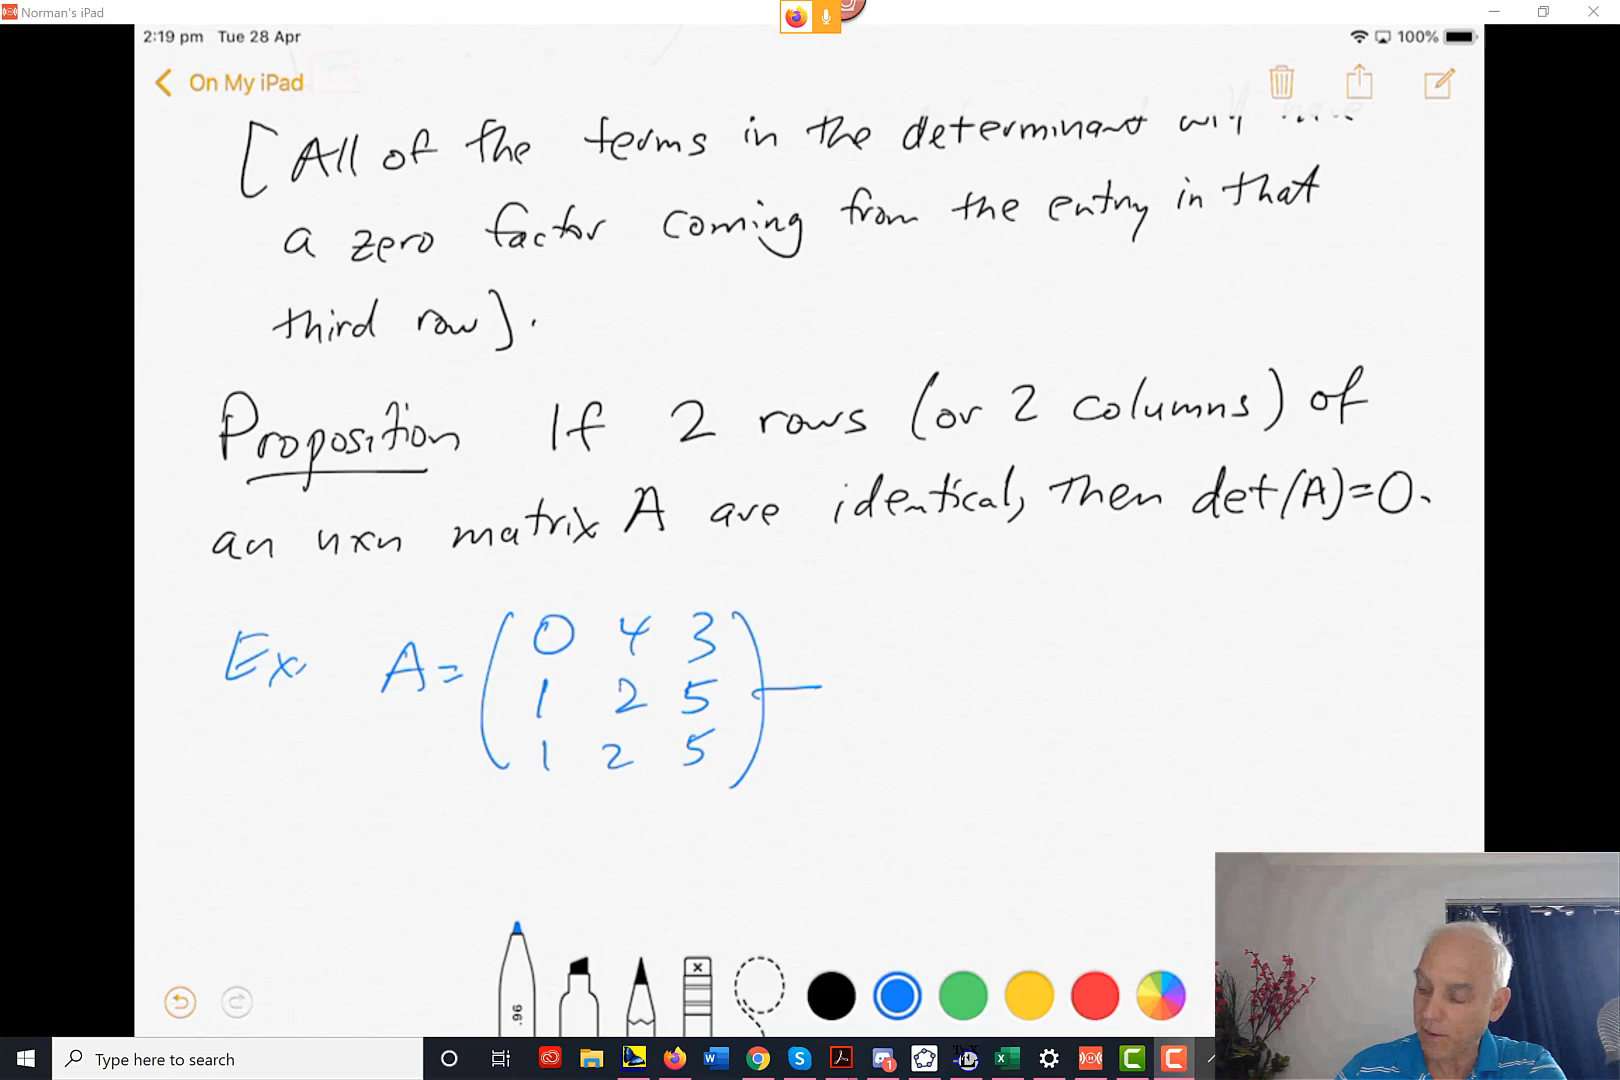 Norman's iPad
2:19 pm Tue 28 Apr
100%
On My iPad
[All of the terms in the determinant will
a zero factor coming from the entry in that
third row].
Proposition If 2 rows (or 2 columns) of
an nxn matrix A are identical, then det(A)=0.
Ex. A = ( 0 4 3
1 2 5
1 2 5 )
.96
Type here to search